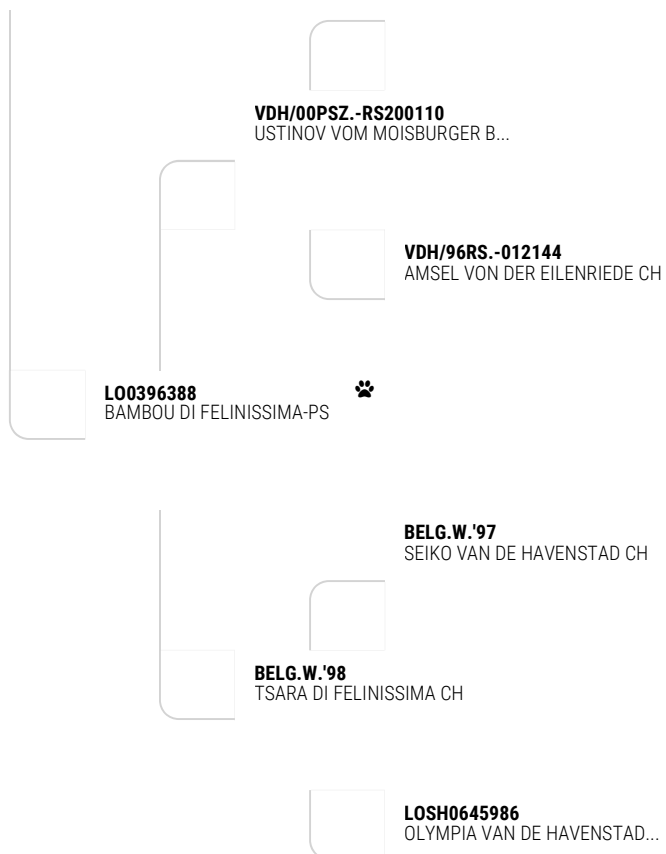 VDH/00PSZ.-RS200110
USTINOV VOM MOISBURGER B...
VDH/96RS.-012144
AMSEL VON DER EILENRIEDE CH
LO0396388
BAMBOU DI FELINISSIMA-PS
BELG.W.'97
SEIKO VAN DE HAVENSTAD CH
BELG.W.'98
TSARA DI FELINISSIMA CH
LOSH0645986
OLYMPIA VAN DE HAVENSTAD...